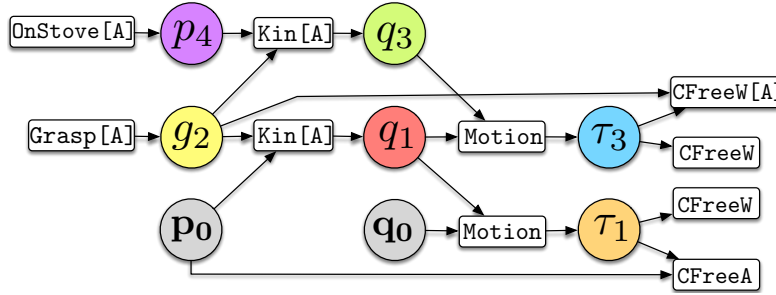 OnStove[A] p₄ Kin[A] q₃
CFreeW[A]
Grasp[A] g₂ Kin[A] q₁ Motion τ₃
CFreeW
CFreeW
p₀ q₀ Motion τ₁
CFreeA